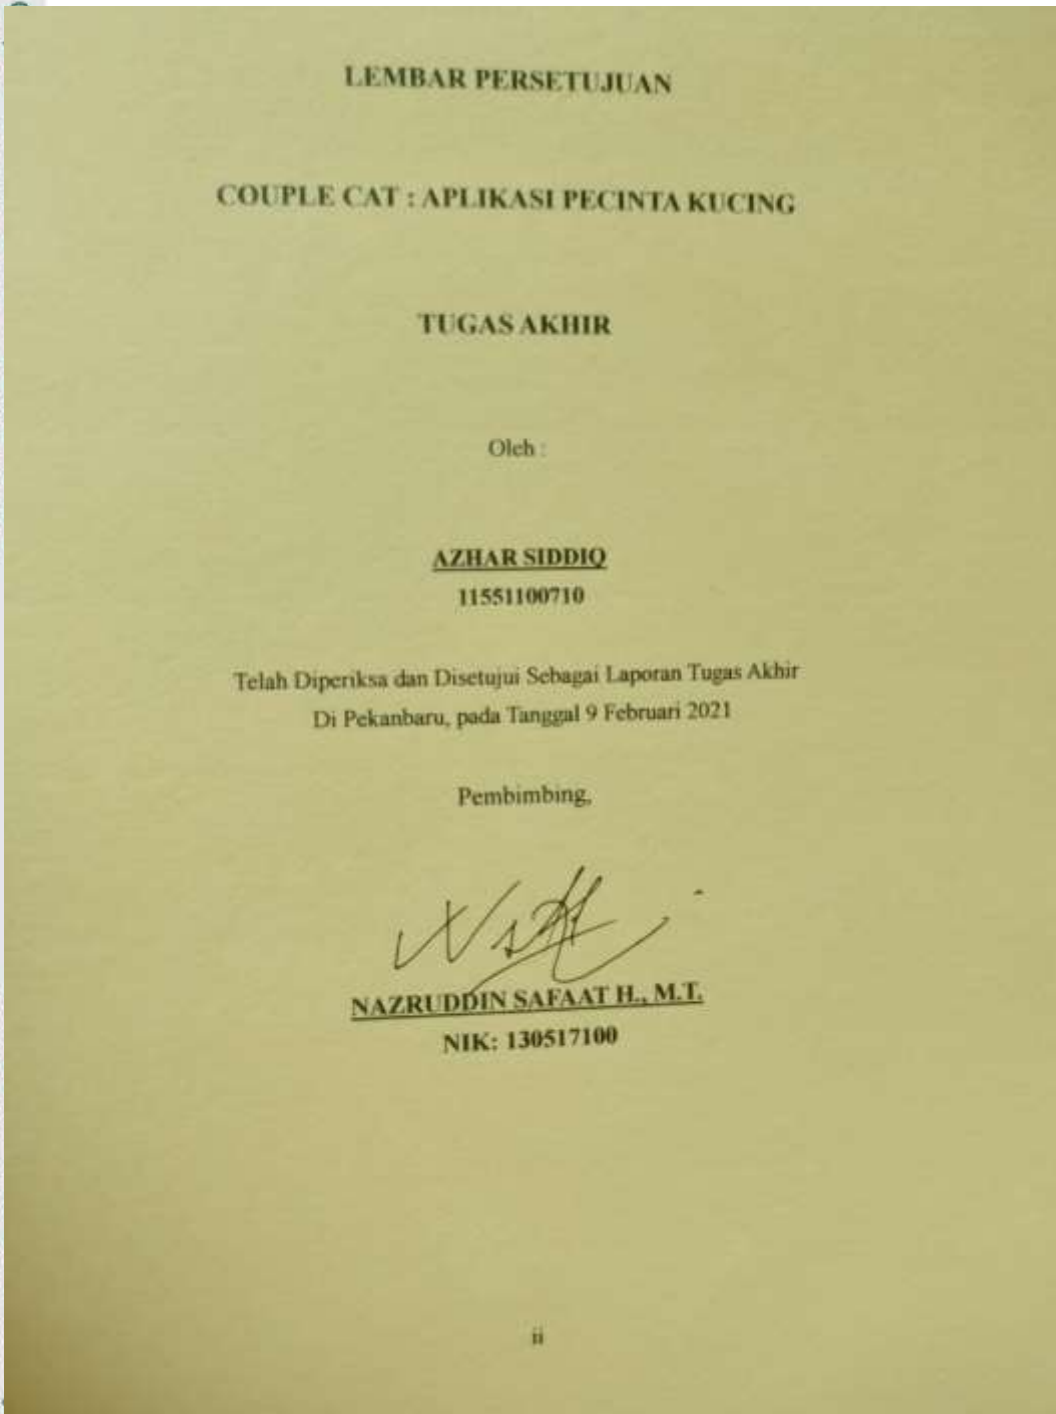 LEMBAR PERSETUJUAN
COUPLE CAT : APLIKASI PECINTA KUCING
TUGAS AKHIR
Oleh :
AZHAR SIDDIQ
11551100710
Telah Diperiksa dan Disetujui Sebagai Laporan Tugas Akhir
Di Pekanbaru, pada Tanggal 9 Februari 2021
Pembimbing,
NAZRUDDIN SAFAAT H., M.T.
NIK: 130517100
ii